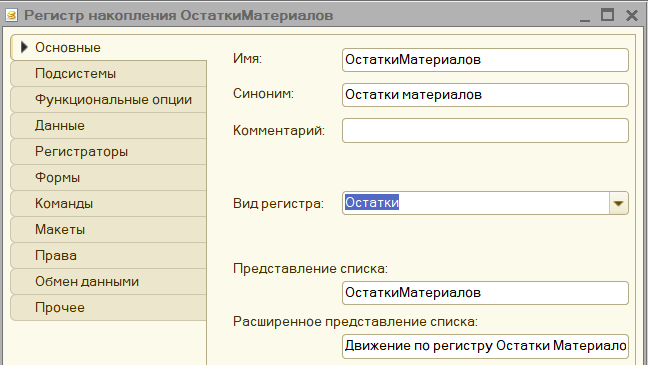 Регистр накопления ОстаткиМатериалов
Основные
Подсистемы
Функциональные опции
Данные
Регистраторы
Формы
Команды
Макеты
Права
Обмен данными
Прочее
Имя: ОстаткиМатериалов
Синоним: Остатки материалов
Комментарий:
Вид регистра: Остатки
Представление списка:
ОстаткиМатериалов
Расширенное представление списка:
Движение по регистру Остатки Материало